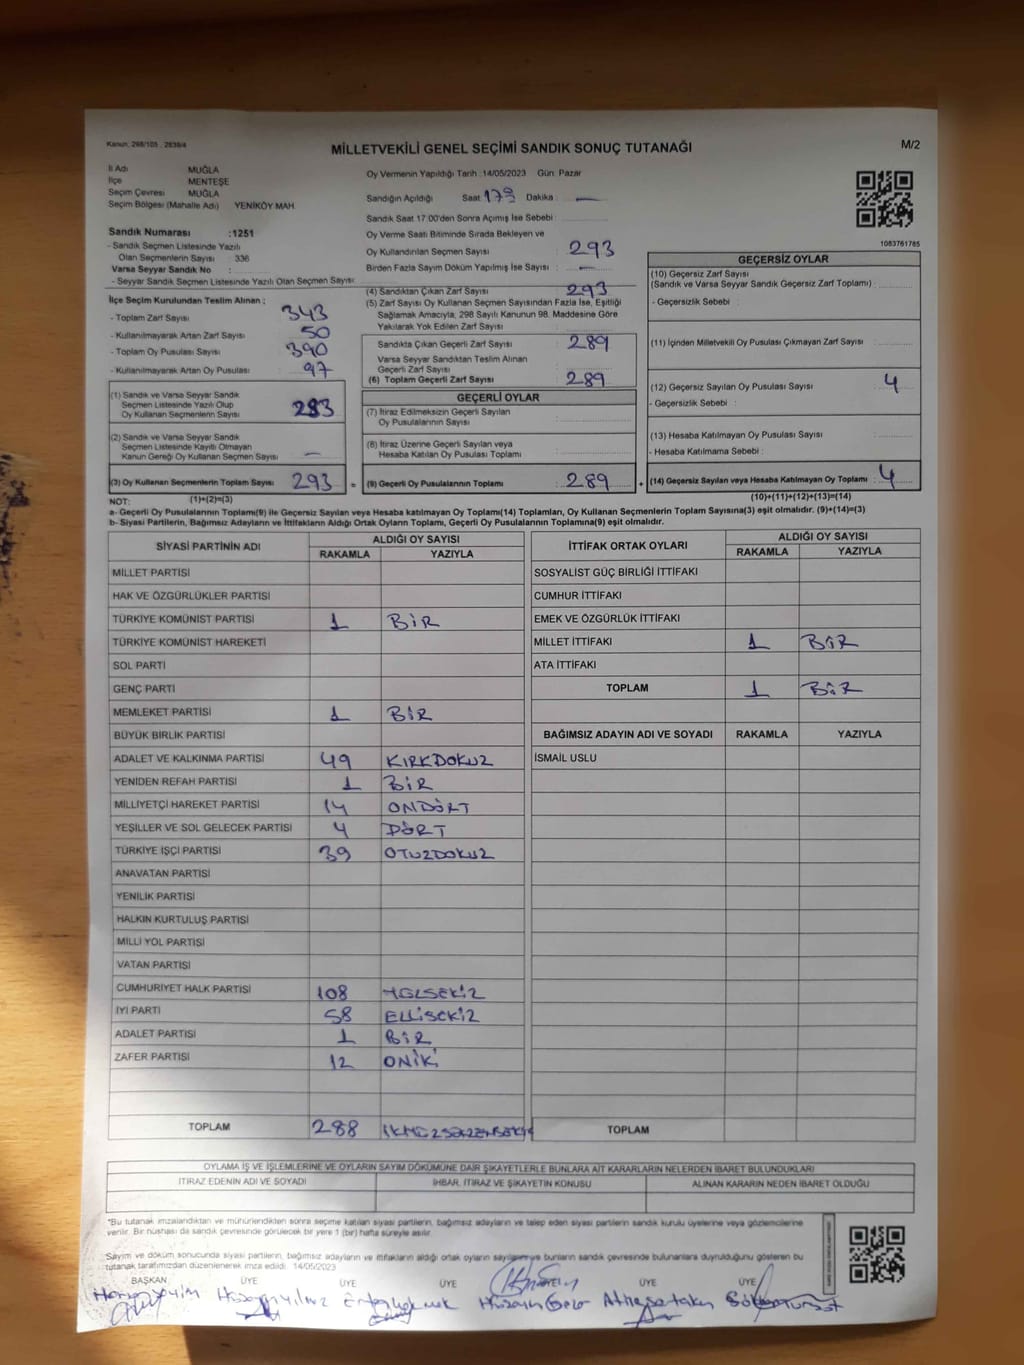 Kanun, 298/105 . 2839/4
MİLLETVEKİLİ GENEL SEÇİMİ SANDIK SONUÇ TUTANAĞI
M/2
İl Adı MUĞLA
İlçe MENTEŞE
Seçim Çevresi MUĞLA
Seçim Bölgesi (Mahalle Adı) YENİKÖY MAH
Sandık Numarası :1251
- Sandık Seçmen Listesinde Yazılı
Olan Seçmenlerin Sayısı : 336
Varsa Seyyar Sandık No :
- Seyyar Sandık Seçmen Listesinde Yazılı Olan Seçmen Sayısı:
İlçe Seçim Kurulundan Teslim Alınan ;
- Toplam Zarf Sayısı 343
- Kullanılmayarak Artan Zarf Sayısı 50
- Toplam Oy Pusulası Sayısı 390
- Kullanılmayarak Artan Oy Pusulası 97
(1) Sandık ve Varsa Seyyar Sandık
Seçmen Listesinde Yazılı Olup
Oy Kullanan Seçmenlerin Sayısı 293
(2) Sandık ve Varsa Seyyar Sandık
Seçmen Listesinde Kayıtlı Olmayan
Kanun Gereği Oy Kullanan Seçmen Sayısı —
(3) Oy Kullanan Seçmenlerin Toplam Sayısı 293
Oy Vermenin Yapıldığı Tarih :14/05/2023 Gün: Pazar
Sandığın Açıldığı Saat Dakika : —
Sandık Saat 17:00'den Sonra Açılmış İse Sebebi :
Oy Verme Saati Bitiminde Sırada Bekleyen ve
Oy Kullandırılan Seçmen Sayısı 293
Birden Fazla Sayım Döküm Yapılmış İse Sayısı : —
(4) Sandıktan Çıkan Zarf Sayısı 293
(5) Zarf Sayısı Oy Kullanan Seçmen Sayısından Fazla İse, Eşitliği
Sağlamak Amacıyla, 298 Sayılı Kanunun 98. Maddesine Göre
Yakılarak Yok Edilen Zarf Sayısı
Sandıkta Çıkan Geçerli Zarf Sayısı 289
Varsa Seyyar Sandıktan Teslim Alınan
Geçerli Zarf Sayısı
(6) Toplam Geçerli Zarf Sayısı 289
GEÇERLİ OYLAR
(7) İtiraz Edilmeksizin Geçerli Sayılan
Oy Pusulalarının Sayısı
(8) İtiraz Üzerine Geçerli Sayılan veya
Hesaba Katılan Oy Pusulası Toplamı
= (9) Geçerli Oy Pusulalarının Toplamı 289
1083761785
GEÇERSİZ OYLAR
(10) Geçersiz Zarf Sayısı
(Sandık ve Varsa Seyyar Sandık Geçersiz Zarf Toplamı) :
- Geçersizlik Sebebi :
(11) İçinden Milletvekili Oy Pusulası Çıkmayan Zarf Sayısı
(12) Geçersiz Sayılan Oy Pusulası Sayısı 4
- Geçersizlik Sebebi :
(13) Hesaba Katılmayan Oy Pusulası Sayısı
- Hesaba Katılmama Sebebi :
+ (14) Geçersiz Sayılan veya Hesaba Katılmayan Oy Toplamı 4
NOT: (1)+(2)=(3)
(10)+(11)+(12)+(13)=(14)
a- Geçerli Oy Pusulalarının Toplamı(9) ile Geçersiz Sayılan veya Hesaba katılmayan Oy Toplamı(14) Toplamları, Oy Kullanan Seçmenlerin Toplam Sayısına(3) eşit olmalıdır. (9)+(14)=(3)
b- Siyasi Partilerin, Bağımsız Adayların ve İttifakların Aldığı Ortak Oyların Toplamı, Geçerli Oy Pusulalarının Toplamına(9) eşit olmalıdır.
SİYASİ PARTİNİN ADI ALDIĞI OY SAYISI
RAKAMLA YAZIYLA
MİLLET PARTİSİ
HAK VE ÖZGÜRLÜKLER PARTİSİ
TÜRKİYE KOMÜNİST PARTİSİ 1 BİR
TÜRKİYE KOMÜNİST HAREKETİ
SOL PARTİ
GENÇ PARTİ
MEMLEKET PARTİSİ 1 BİR
BÜYÜK BİRLİK PARTİSİ
ADALET VE KALKINMA PARTİSİ 49 KIRKDOKUZ
YENİDEN REFAH PARTİSİ 1 BİR
MİLLİYETÇİ HAREKET PARTİSİ 14 ONDÖRT
YEŞİLLER VE SOL GELECEK PARTİSİ 4 DÖRT
TÜRKİYE İŞÇİ PARTİSİ 39 OTUZDOKUZ
ANAVATAN PARTİSİ
YENİLİK PARTİSİ
HALKIN KURTULUŞ PARTİSİ
MİLLİ YOL PARTİSİ
VATAN PARTİSİ
CUMHURİYET HALK PARTİSİ 108 YÜZSEKİZ
İYİ PARTİ 58 ELLİSEKİZ
ADALET PARTİSİ 1 BİR
ZAFER PARTİSİ 12 ONİKİ
TOPLAM 288
İTTİFAK ORTAK OYLARI ALDIĞI OY SAYISI
RAKAMLA YAZIYLA
SOSYALİST GÜÇ BİRLİĞİ İTTİFAKI
CUMHUR İTTİFAKI
EMEK VE ÖZGÜRLÜK İTTİFAKI
MİLLET İTTİFAKI 1 BİR
ATA İTTİFAKI
TOPLAM 1 BİR
BAĞIMSIZ ADAYIN ADI VE SOYADI RAKAMLA YAZIYLA
İSMAİL USLU
TOPLAM
OYLAMA İŞ VE İŞLEMLERİNE VE OYLARIN SAYIM DÖKÜMÜNE DAİR ŞİKAYETLERLE BUNLARA AİT KARARLARIN NELERDEN İBARET BULUNDUKLARI
İTİRAZ EDENİN ADI VE SOYADI İHBAR, İTİRAZ VE ŞİKAYETİN KONUSU ALINAN KARARIN NEDEN İBARET OLDUĞU
*Bu tutanak imzalandıktan ve mühürlendikten sonra seçime katılan siyasi partilerin, bağımsız adayların ve talep eden siyasi partilerin sandık kurulu üyelerine veya gözlemcilerine
verilir. Bir nüshası da sandık çevresinde görülecek bir yere 1 (bir) hafta süreyle asılır.
Sayım ve döküm sonucunda siyasi partilerin, bağımsız adayların ve ittifakların aldığı ortak oyların sayılarını ve bunların sandık çevresinde bulunanlara duyrulduğunu gösteren bu
tutanak tarafımızdan düzenlenerek imza edildi. 14/05/2023
BAŞKAN ÜYE ÜYE ÜYE ÜYE ÜYE ÜYE